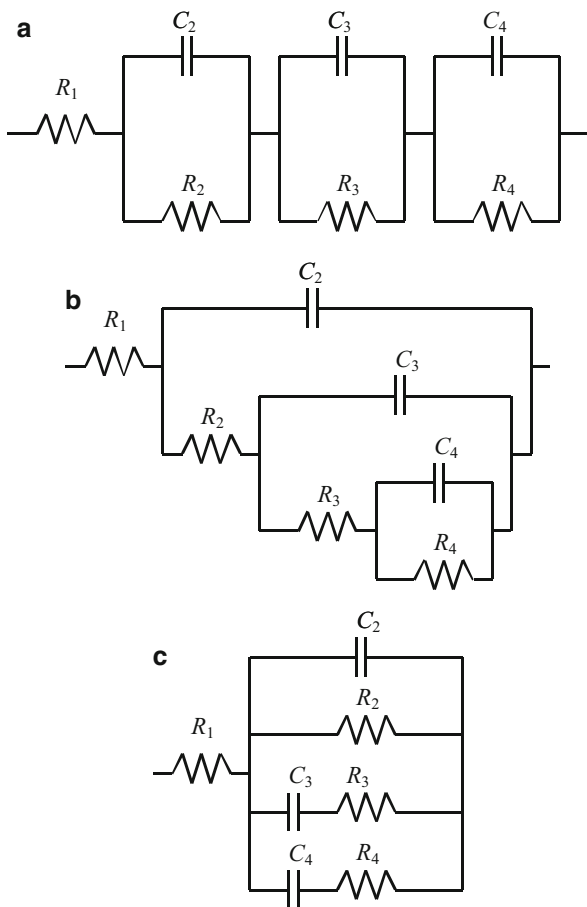 a
C₂ C₃ C₄
R₁
R₂ R₃ R₄
b
C₂
R₁
C₃
R₂
C₄
R₃
R₄
c
C₂
R₂
R₁
C₃ R₃
C₄ R₄